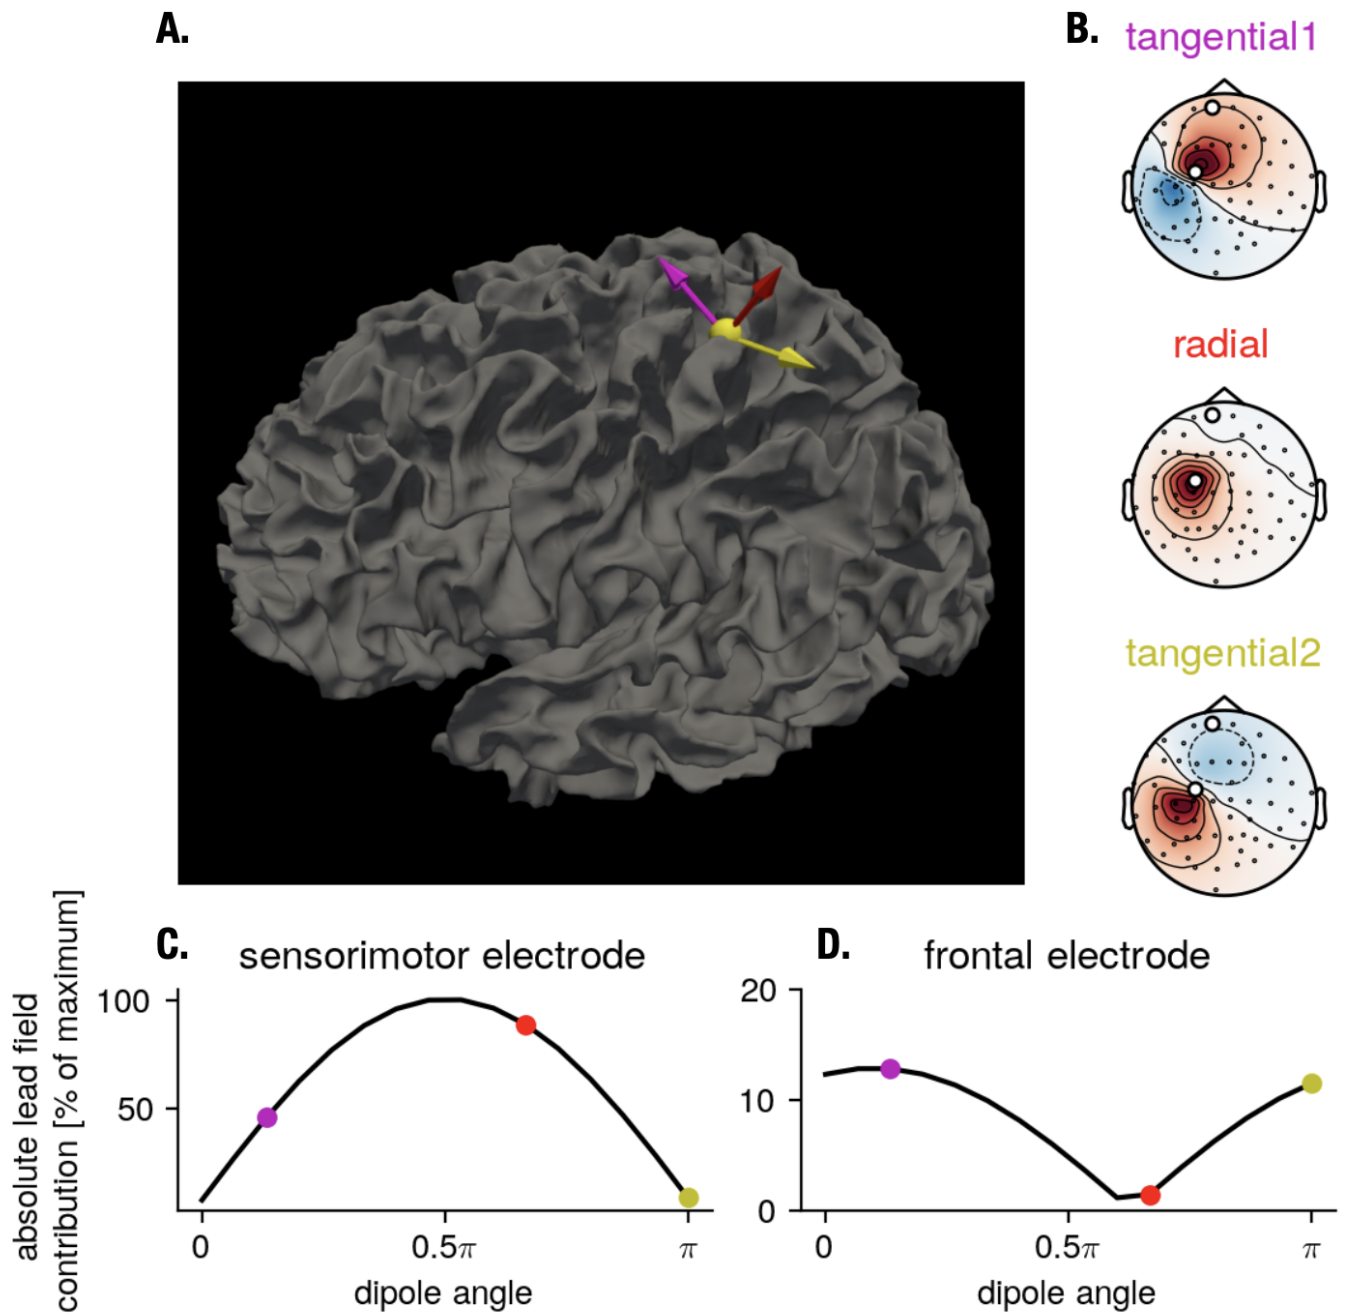 A.
B. tangential1
radial
tangential2
C. sensorimotor electrode
absolute lead field
contribution [% of maximum]
100
50
0 0.5π π
dipole angle
D. frontal electrode
20
10
0
0 0.5π π
dipole angle